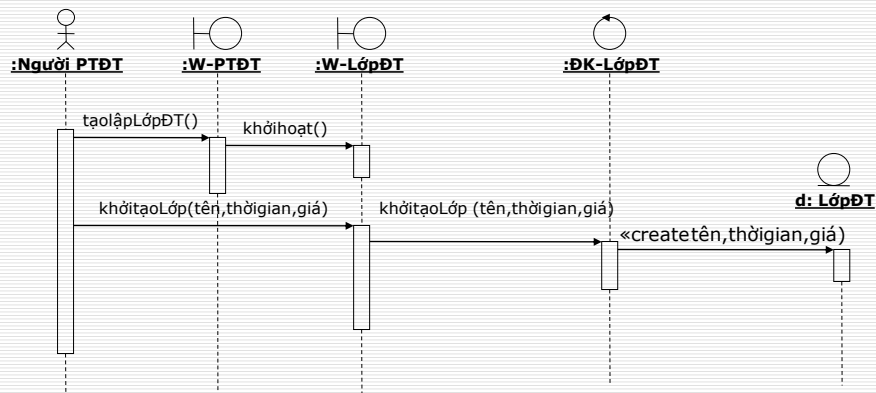 :Người PTĐT
:W-PTĐT
:W-LớpĐT
:ĐK-LớpĐT
tạolậpLớpĐT()
khởihoạt()
d: LớpĐT
khởitạoLớp(tên,thờigian,giá)
khởitạoLớp (tên,thờigian,giá)
«createtên,thờigian,giá)